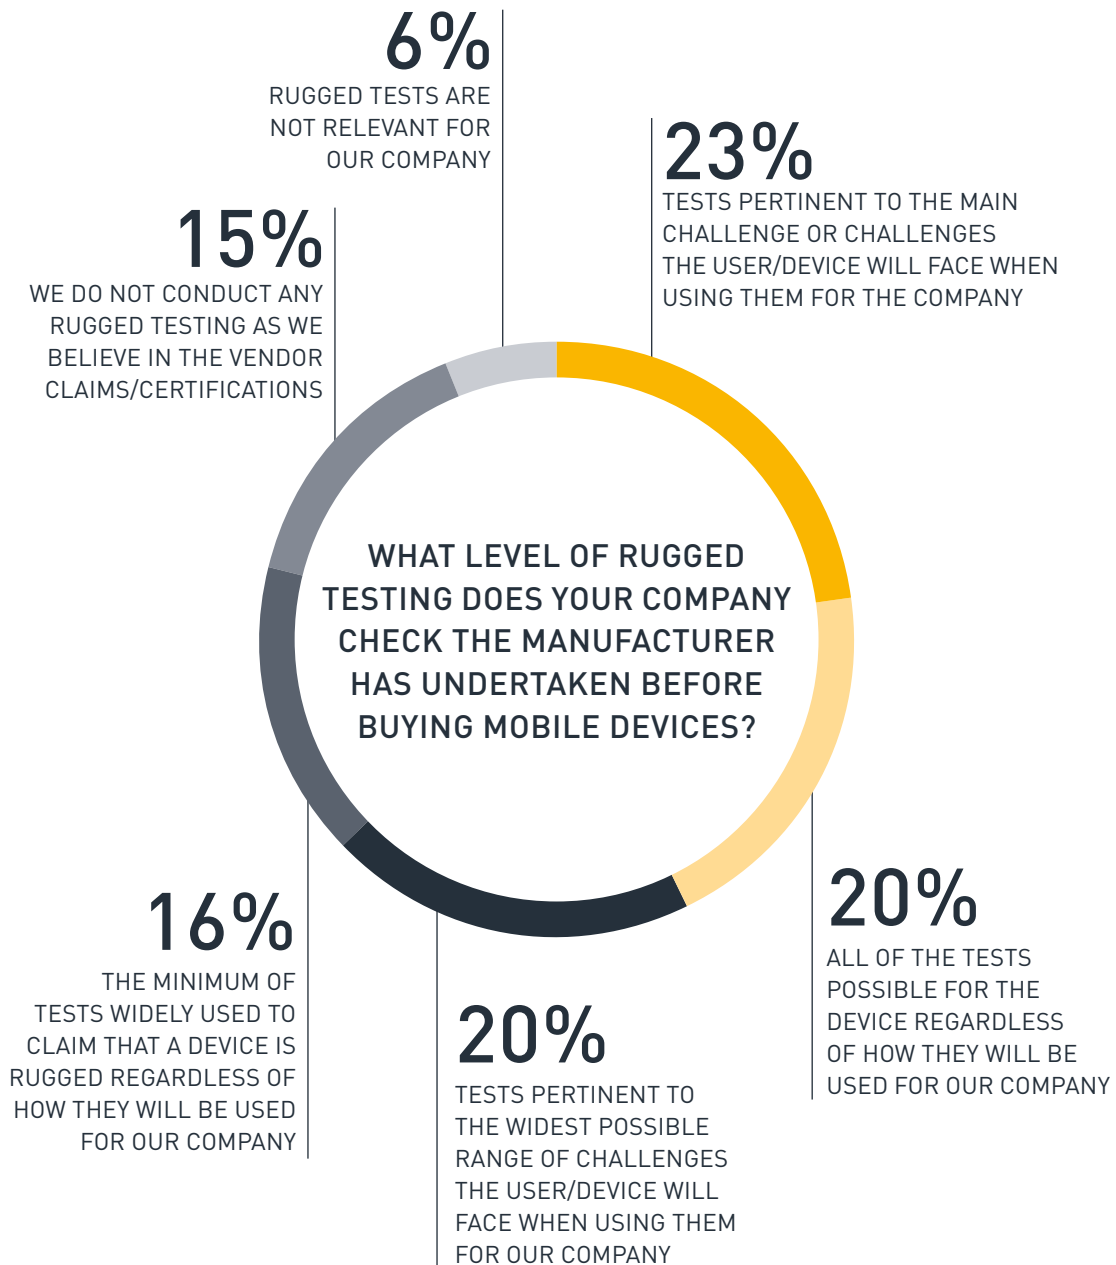 6%
RUGGED TESTS ARE
NOT RELEVANT FOR
OUR COMPANY
23%
TESTS PERTINENT TO THE MAIN
CHALLENGE OR CHALLENGES
THE USER/DEVICE WILL FACE WHEN
USING THEM FOR THE COMPANY
15%
WE DO NOT CONDUCT ANY
RUGGED TESTING AS WE
BELIEVE IN THE VENDOR
CLAIMS/CERTIFICATIONS
WHAT LEVEL OF RUGGED
TESTING DOES YOUR COMPANY
CHECK THE MANUFACTURER
HAS UNDERTAKEN BEFORE
BUYING MOBILE DEVICES?
16%
THE MINIMUM OF
TESTS WIDELY USED TO
CLAIM THAT A DEVICE IS
RUGGED REGARDLESS OF
HOW THEY WILL BE USED
FOR OUR COMPANY
20%
TESTS PERTINENT TO
THE WIDEST POSSIBLE
RANGE OF CHALLENGES
THE USER/DEVICE WILL
FACE WHEN USING THEM
FOR OUR COMPANY
20%
ALL OF THE TESTS
POSSIBLE FOR THE
DEVICE REGARDLESS
OF HOW THEY WILL BE
USED FOR OUR COMPANY